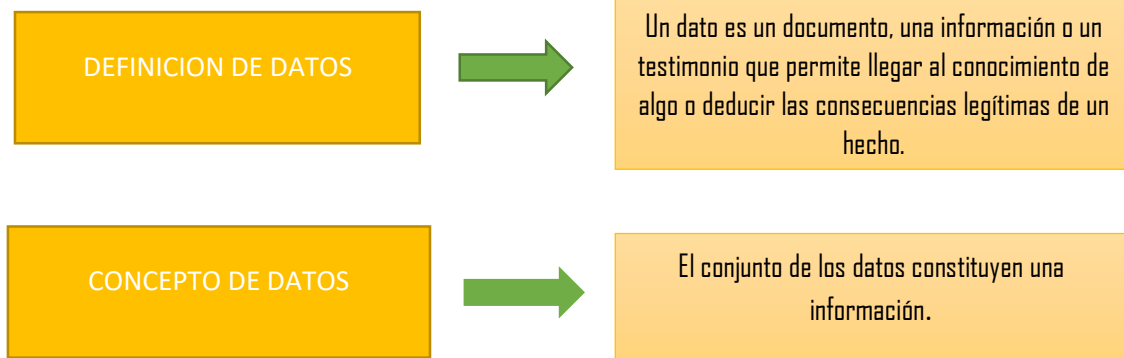 DEFINICION DE DATOS
Un dato es un documento, una información o un
testimonio que permite llegar al conocimiento de
algo o deducir las consecuencias legítimas de un
hecho.
CONCEPTO DE DATOS
El conjunto de los datos constituyen una
información.